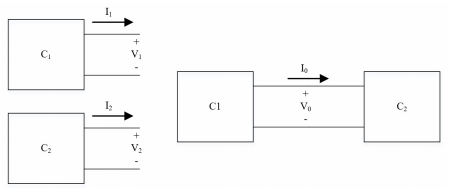 I₁
+
C₁ V₁
-
I₂
+
C₂ V₂
-
I₀
+
C1 V₀ C₂
-